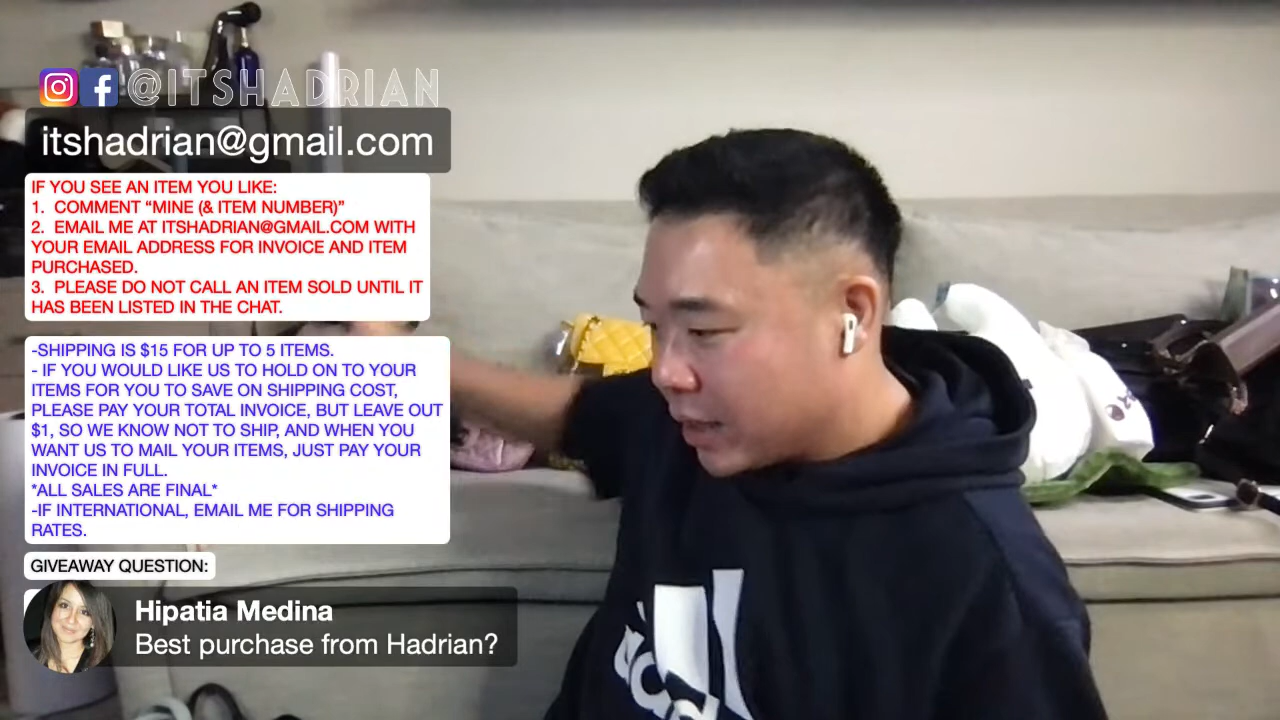 @ITSHADRIAN
itshadrian@gmail.com
IF YOU SEE AN ITEM YOU LIKE:
1. COMMENT “MINE (& ITEM NUMBER)”
2. EMAIL ME AT ITSHADRIAN@GMAIL.COM WITH
YOUR EMAIL ADDRESS FOR INVOICE AND ITEM
PURCHASED.
3. PLEASE DO NOT CALL AN ITEM SOLD UNTIL IT
HAS BEEN LISTED IN THE CHAT.
-SHIPPING IS $15 FOR UP TO 5 ITEMS.
- IF YOU WOULD LIKE US TO HOLD ON TO YOUR
ITEMS FOR YOU TO SAVE ON SHIPPING COST,
PLEASE PAY YOUR TOTAL INVOICE, BUT LEAVE OUT
$1, SO WE KNOW NOT TO SHIP, AND WHEN YOU
WANT US TO MAIL YOUR ITEMS, JUST PAY YOUR
INVOICE IN FULL.
*ALL SALES ARE FINAL*
-IF INTERNATIONAL, EMAIL ME FOR SHIPPING
RATES.
GIVEAWAY QUESTION:
Hipatia Medina
Best purchase from Hadrian?